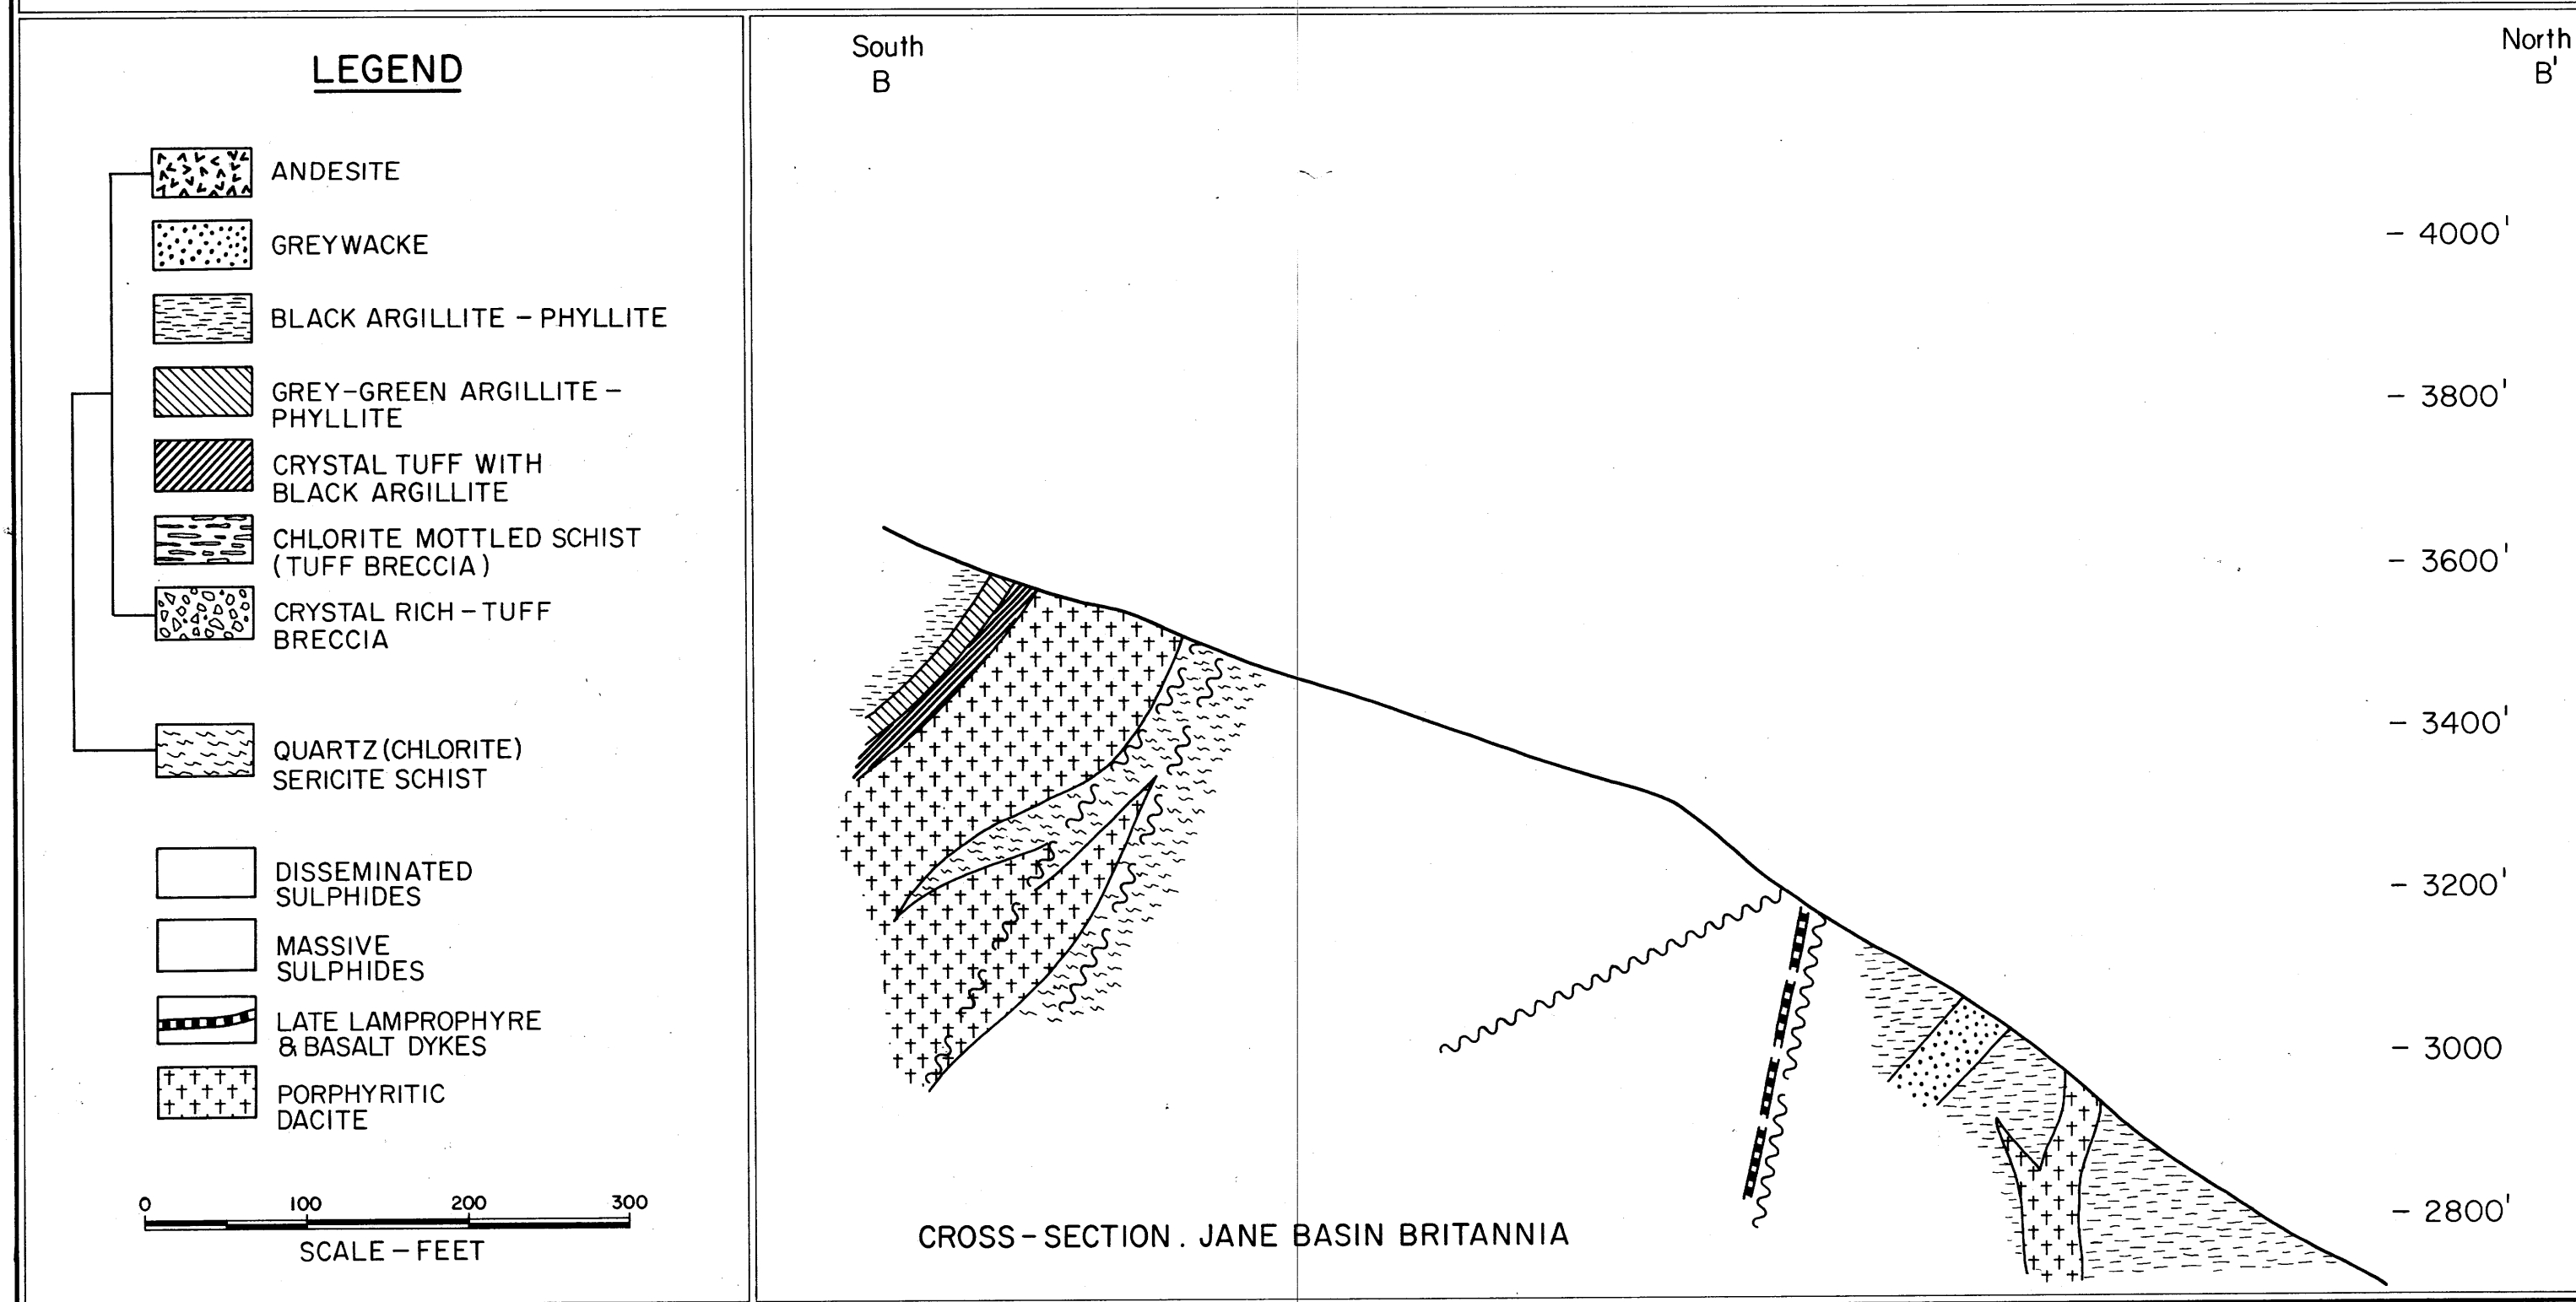 LEGEND
ANDESITE
GREYWACKE
BLACK ARGILLITE – PHYLLITE
GREY-GREEN ARGILLITE –
PHYLLITE
CRYSTAL TUFF WITH
BLACK ARGILLITE
CHLORITE MOTTLED SCHIST
(TUFF BRECCIA)
CRYSTAL RICH – TUFF
BRECCIA
QUARTZ (CHLORITE)
SERICITE SCHIST
DISSEMINATED
SULPHIDES
MASSIVE
SULPHIDES
LATE LAMPROPHYRE
& BASALT DYKES
PORPHYRITIC
DACITE
0 100 200 300
SCALE – FEET
South
B
North
B'
– 4000'
– 3800'
– 3600'
– 3400'
– 3200'
– 3000
– 2800'
CROSS – SECTION . JANE BASIN BRITANNIA